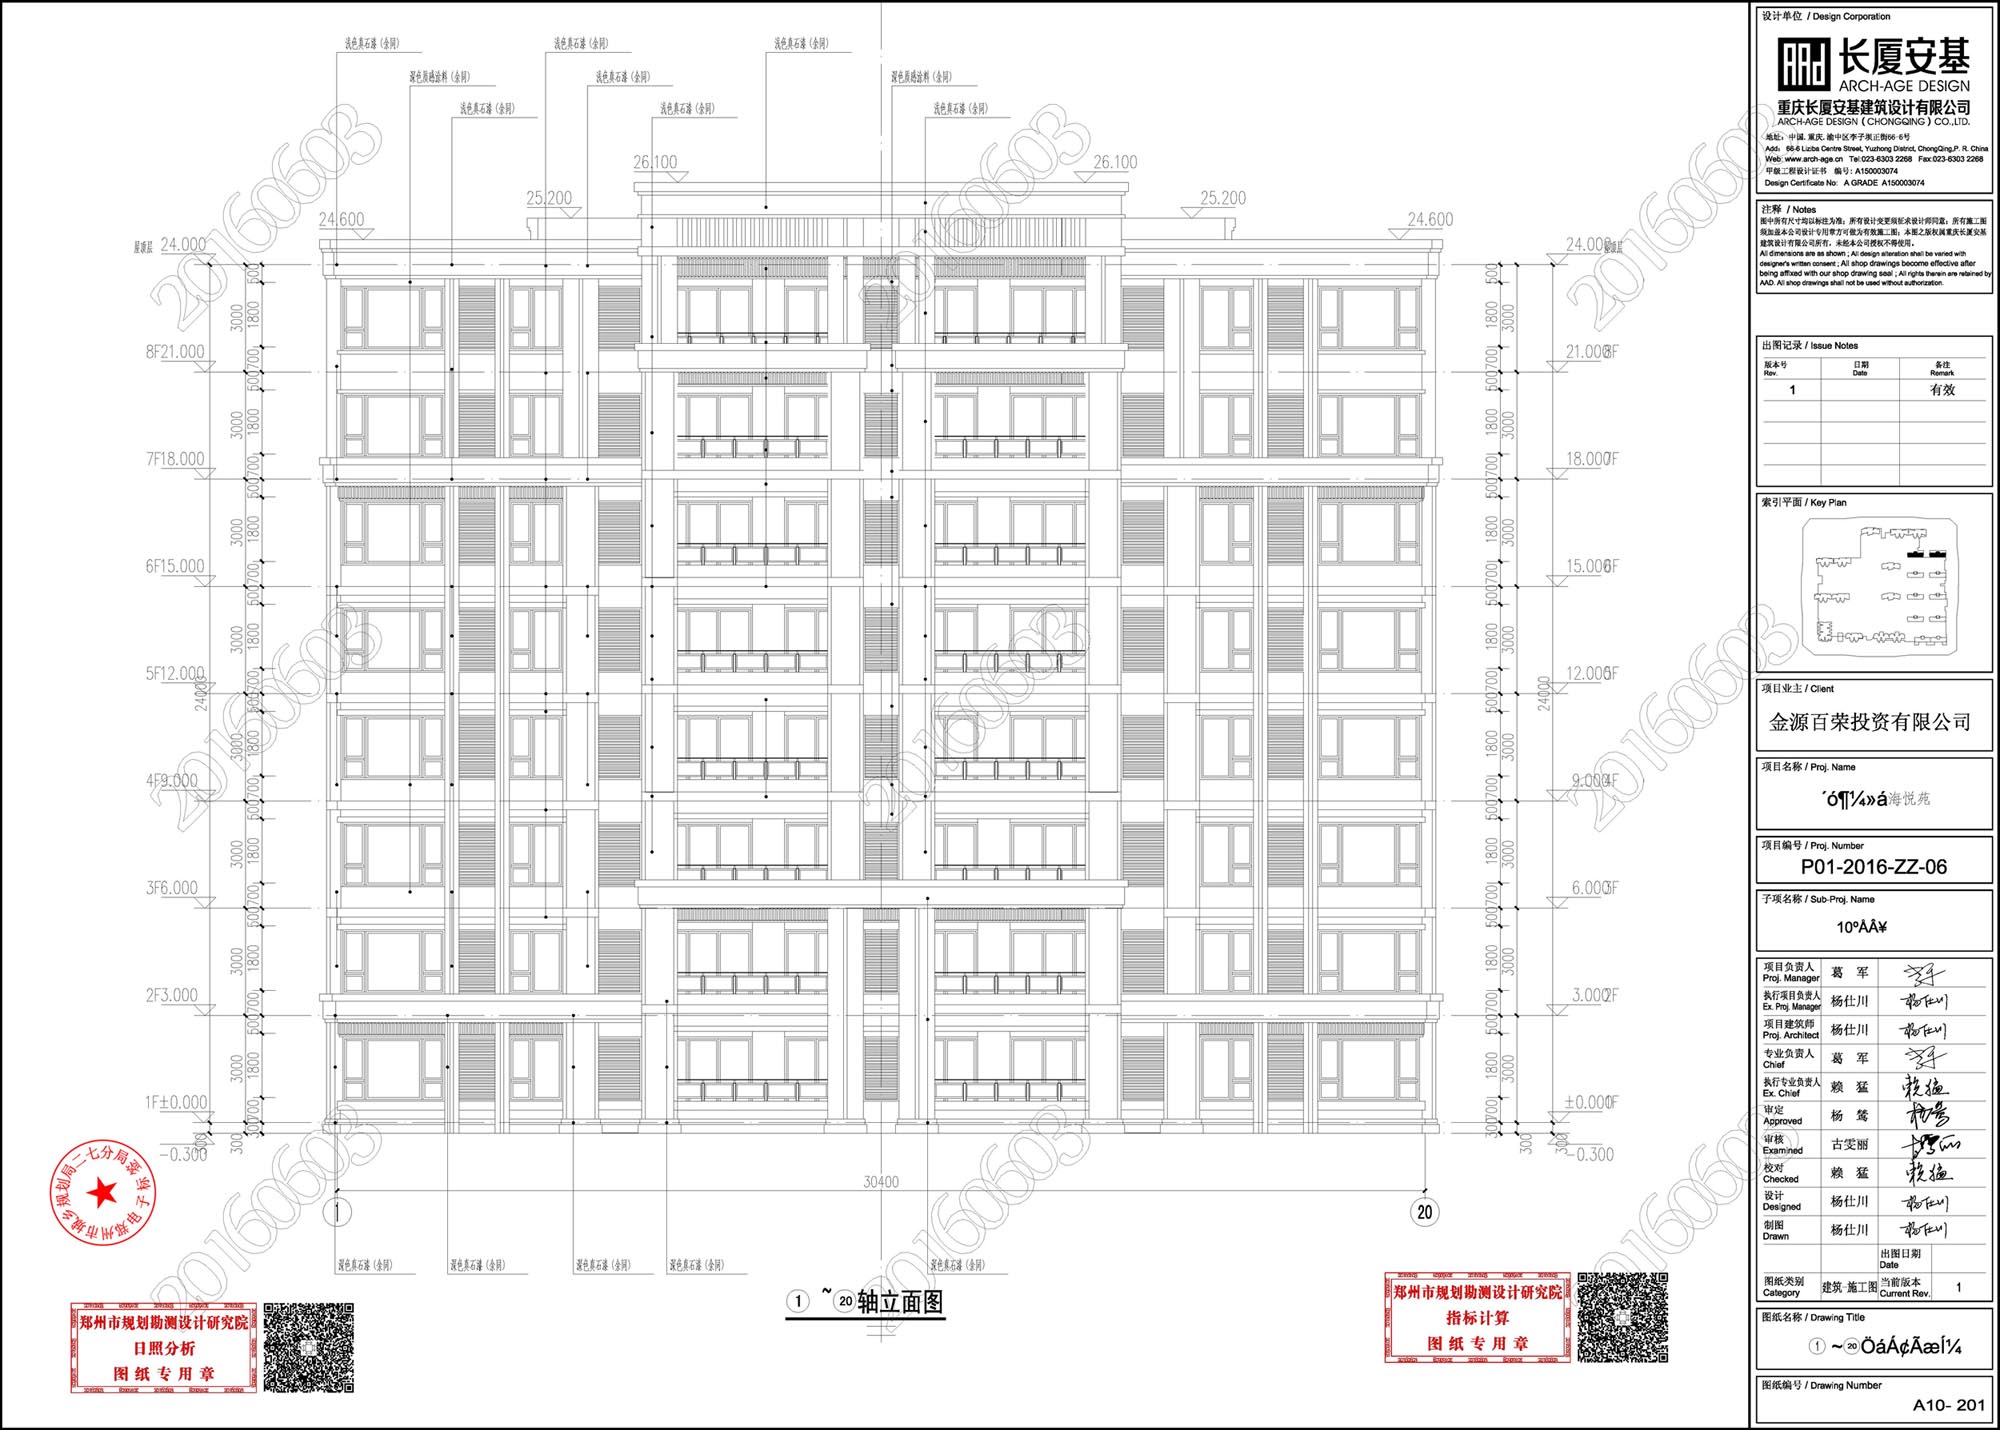 浅色真石漆（余同）
浅色真石漆（余同）
浅色真石漆（余同）
深色质感涂料（余同）
浅色真石漆（余同）
深色质感涂料（余同）
浅色真石漆（余同）
浅色真石漆（余同）
浅色真石漆（余同）
26.100
26.100
25.200
25.200
24.600
24.600
屋顶层 24.000
24.000 屋顶层
8F21.000
21.000 8F
7F18.000
18.000 7F
6F15.000
15.000 6F
5F12.000
12.000 5F
24000
24000
4F9.000
9.000 4F
3F6.000
6.000 3F
2F3.000
3.000 2F
1F±0.000
±0.000 1F
-0.300
-0.300
3000
1800
500
700
300
30400
1
20
深色真石漆（余同）
深色真石漆（余同）
深色真石漆（余同）
深色真石漆（余同）
深色真石漆（余同）
1 ~ 20 轴立面图
20160603
郑州市城乡规划局二七分局
郑州市规划勘测设计研究院
日照分析
图纸专用章
郑州市规划勘测设计研究院
指标计算
图纸专用章
设计单位 / Design Corporation
AAd 长厦安基
ARCH-AGE DESIGN
重庆长厦安基建筑设计有限公司
ARCH-AGE DESIGN ( CHONGQING ) CO.,LTD.
地址：中国.重庆.渝中区李子坝正街66-6号
Add: 66-6 Liziba Centre Street, Yuzhong District, ChongQing,P. R. China
Web: www.arch-age.cn Tel:023-6303 2268 Fax:023-6303 2268
甲级工程设计证书 编号: A150003074
Design Certificate No: A GRADE A150003074
注释 / Notes
图中所有尺寸均以标注为准；所有设计变更须征求设计师同意；所有施工图
须加盖本公司设计专用章方可做为有效施工图；本图之版权属重庆长厦安基
建筑设计有限公司所有，未经本公司授权不得使用。
All dimensions are as shown ; All design alteration shall be varied with
designer's written consent ; All shop drawings become effective after
being affixed with our shop drawing seal ; All rights therein are retained by
AAD. All shop drawings shall not be used without authorization.
出图记录 / Issue Notes
版本号 日期 备注
Rev. Date Remark
1 有效
索引平面 / Key Plan
项目业主 / Client
金源百荣投资有限公司
项目名称 / Proj. Name
´ó¶¼»á海悦苑
项目编号 / Proj. Number
P01-2016-ZZ-06
子项名称 / Sub-Proj. Name
10ºÅÂ¥
项目负责人 葛 军
Proj. Manager
执行项目负责人 杨仕川
Ex. Proj. Manager
项目建筑师 杨仕川
Proj. Architect
专业负责人 葛 军
Chief
执行专业负责人 赖 猛
Ex. Chief
审定 杨 鸶
Approved
审核 古雯丽
Examined
校对 赖 猛
Checked
设计 杨仕川
Designed
制图 杨仕川
Drawn
出图日期
Date
图纸类别 建筑-施工图 当前版本 1
Category Current Rev.
图纸名称 / Drawing Title
1 ~ 20 ÖáÁ¢ÃæÍ¼
图纸编号 / Drawing Number
A10- 201